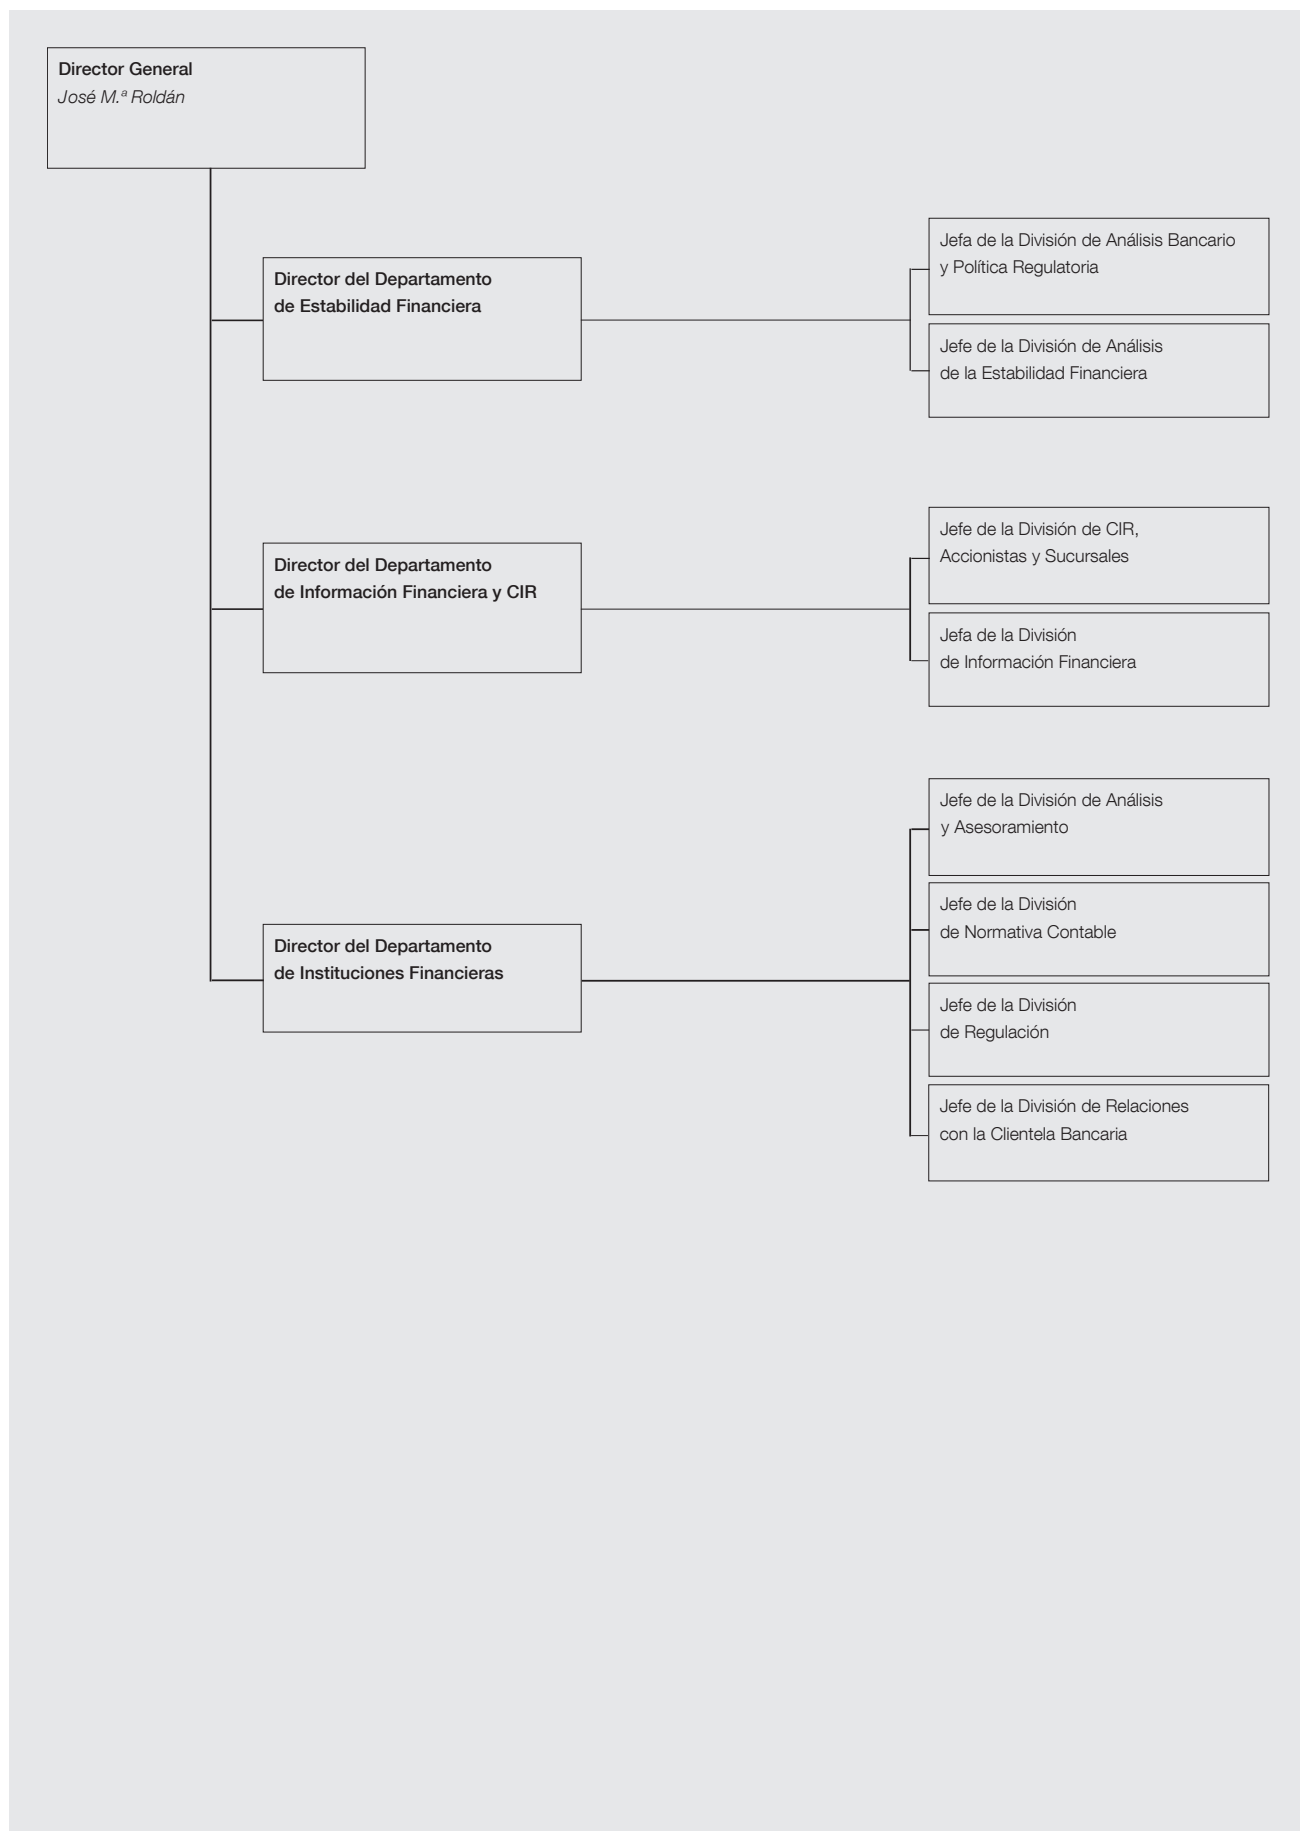 Director General
José M.ª Roldán
Director del Departamento
de Estabilidad Financiera
Jefa de la División de Análisis Bancario
y Política Regulatoria
Jefe de la División de Análisis
de la Estabilidad Financiera
Director del Departamento
de Información Financiera y CIR
Jefe de la División de CIR,
Accionistas y Sucursales
Jefa de la División
de Información Financiera
Director del Departamento
de Instituciones Financieras
Jefe de la División de Análisis
y Asesoramiento
Jefe de la División
de Normativa Contable
Jefe de la División
de Regulación
Jefe de la División de Relaciones
con la Clientela Bancaria